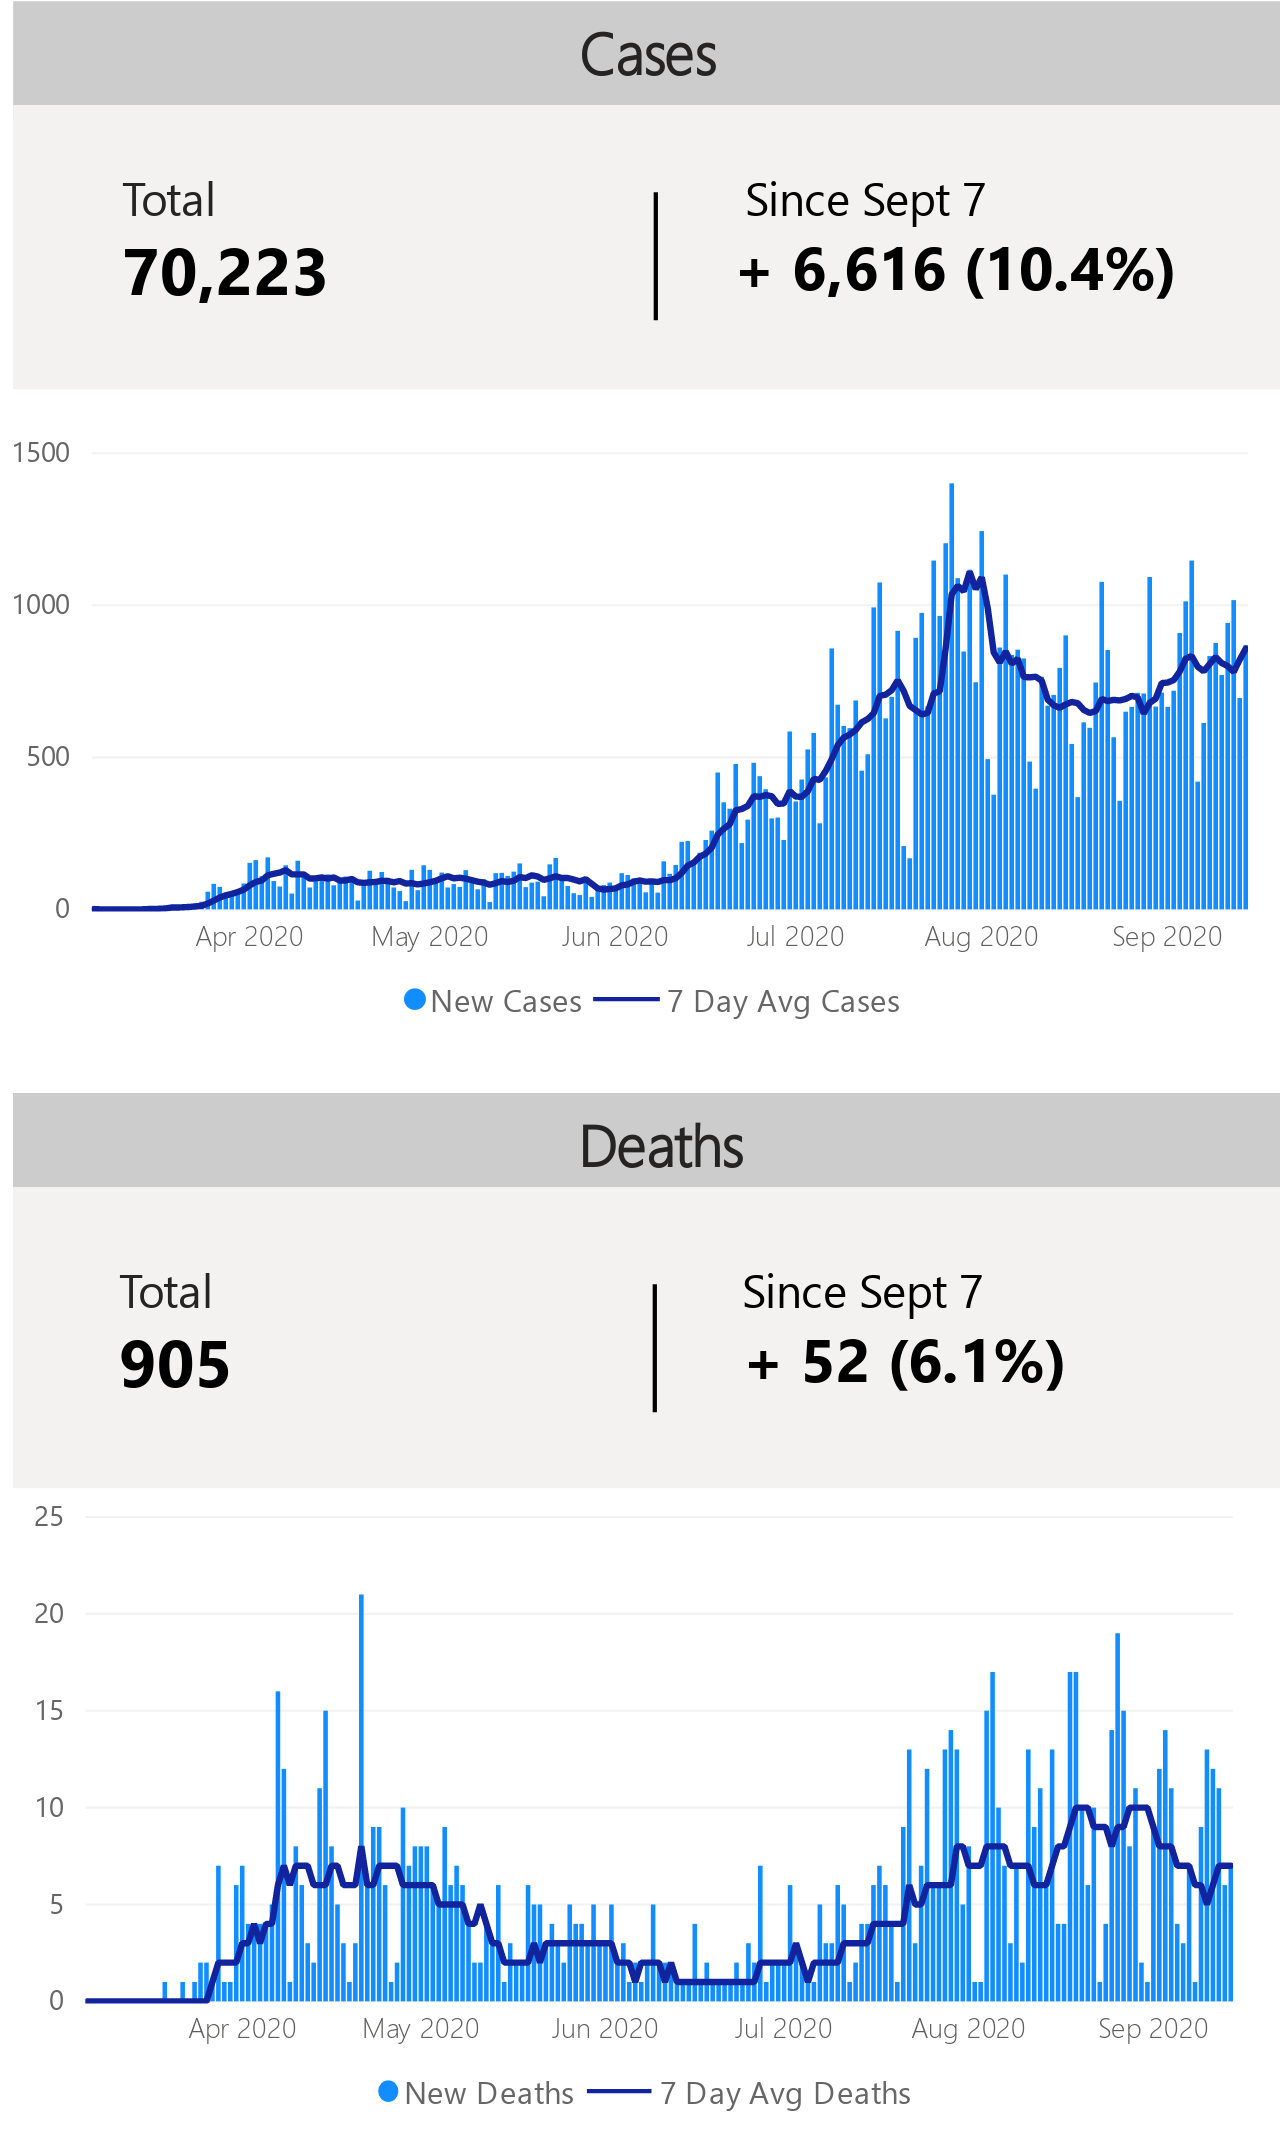 Cases
Total
Since Sept 7
70,223
+ 6,616 (10.4%)
1500
1000
500
0
Apr 2020 May 2020 Jun 2020 Jul 2020 Aug 2020 Sep 2020
New Cases 7 Day Avg Cases
Deaths
Total
Since Sept 7
905
+ 52 (6.1%)
25
20
15
10
5
0
Apr 2020 May 2020 Jun 2020 Jul 2020 Aug 2020 Sep 2020
New Deaths 7 Day Avg Deaths